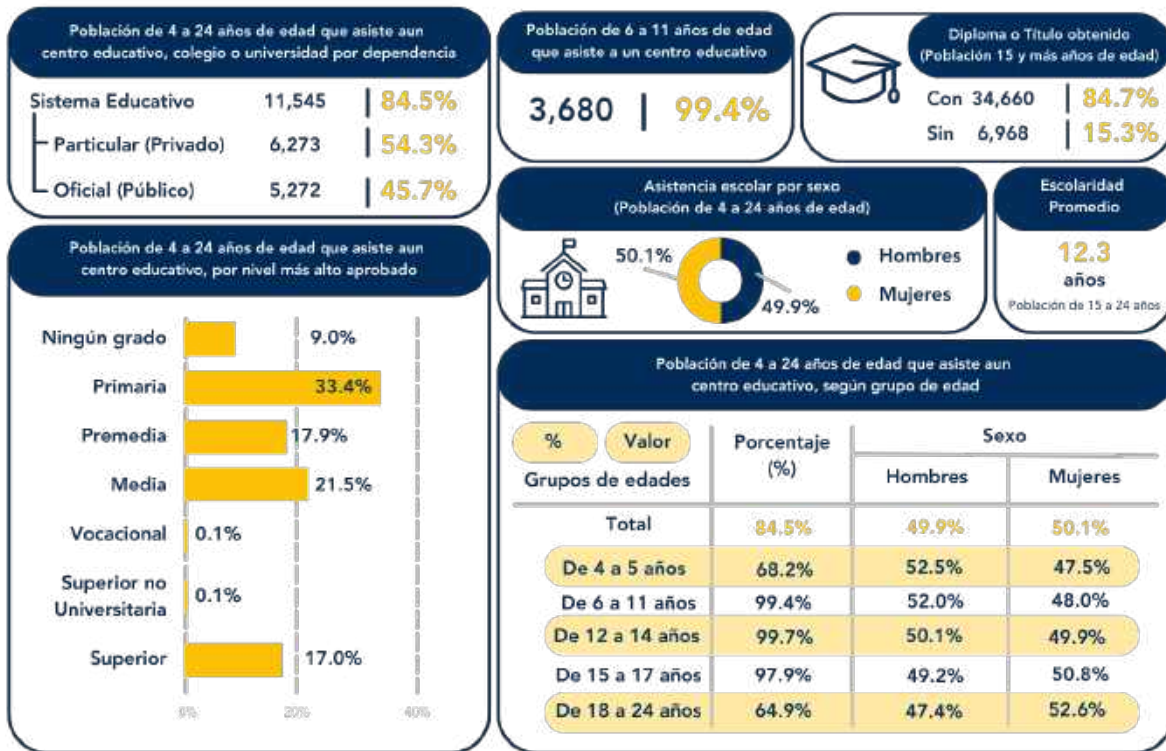 Población de 4 a 24 años de edad que asiste aun
centro educativo, colegio o universidad por dependencia
Sistema Educativo 11,545 84.5%
Particular (Privado) 6,273 54.3%
Oficial (Público) 5,272 45.7%
Población de 6 a 11 años de edad
que asiste a un centro educativo
3,680 99.4%
Diploma o Título obtenido
(Población 15 y más años de edad)
Con 34,660 84.7%
Sin 6,968 15.3%
Asistencia escolar por sexo
(Población de 4 a 24 años de edad)
50.1%
49.9%
Hombres
Mujeres
Escolaridad
Promedio
12.3
años
Población de 15 a 24 años
Población de 4 a 24 años de edad que asiste aun
centro educativo, por nivel más alto aprobado
Ningún grado 9.0%
Primaria 33.4%
Premedia 17.9%
Media 21.5%
Vocacional 0.1%
Superior no
Universitaria 0.1%
Superior 17.0%
0% 20% 40%
Población de 4 a 24 años de edad que asiste aun
centro educativo, según grupo de edad
% Valor
Grupos de edades
Porcentaje
(%)
Sexo
Hombres Mujeres
Total 84.5% 49.9% 50.1%
De 4 a 5 años 68.2% 52.5% 47.5%
De 6 a 11 años 99.4% 52.0% 48.0%
De 12 a 14 años 99.7% 50.1% 49.9%
De 15 a 17 años 97.9% 49.2% 50.8%
De 18 a 24 años 64.9% 47.4% 52.6%